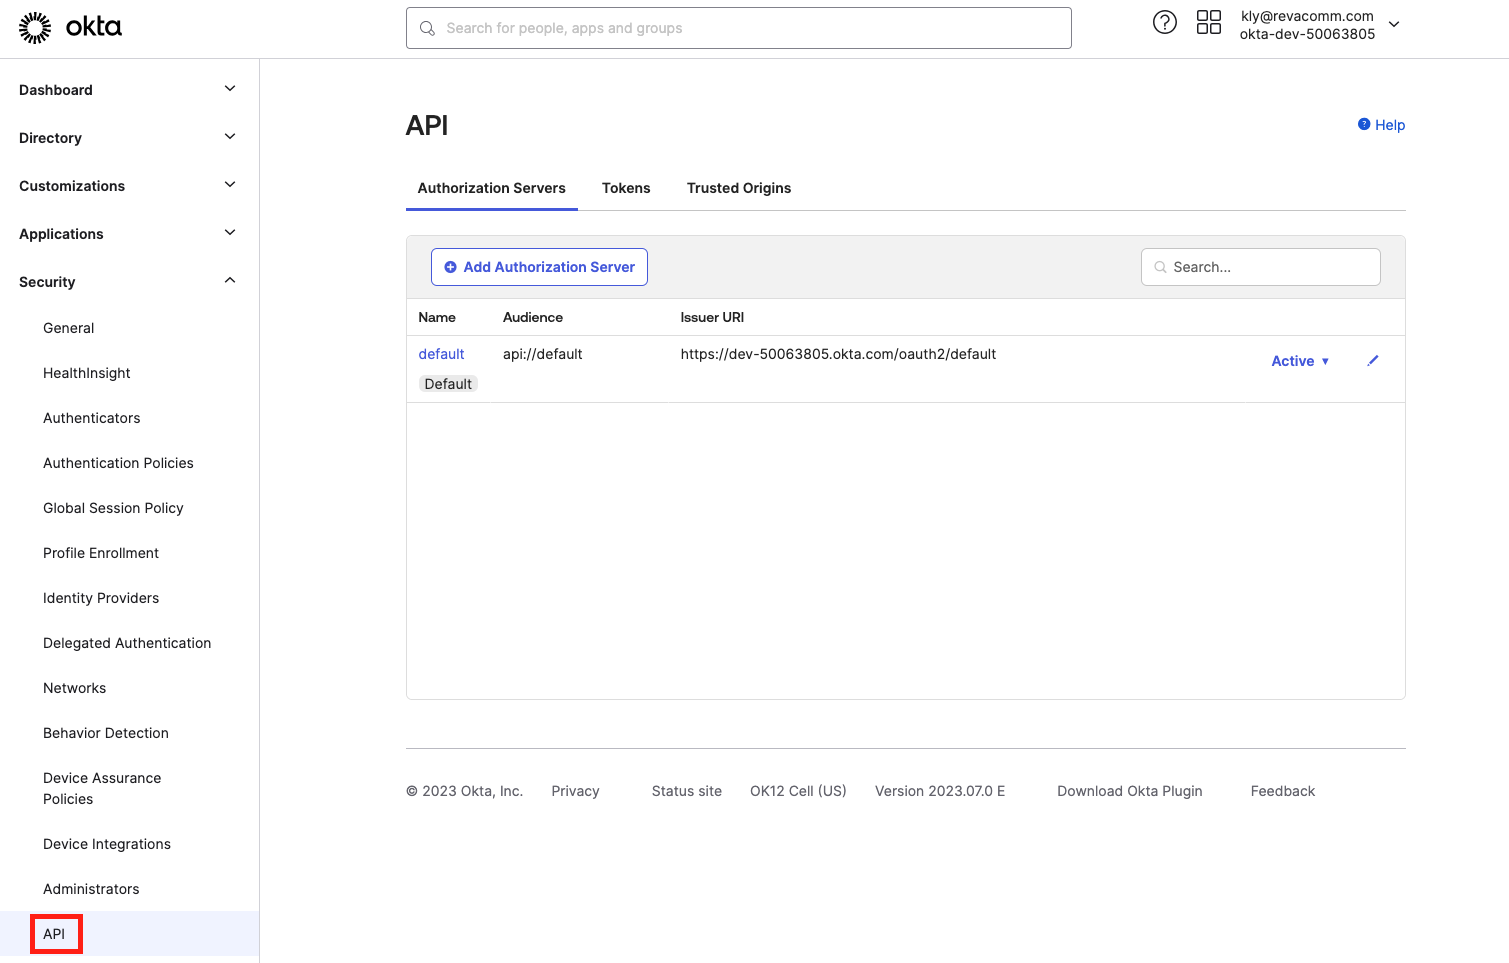 okta
Search for people, apps and groups
kly@revacomm.com
okta-dev-50063805
Dashboard
Directory
Customizations
Applications
Security
General
HealthInsight
Authenticators
Authentication Policies
Global Session Policy
Profile Enrollment
Identity Providers
Delegated Authentication
Networks
Behavior Detection
Device Assurance
Policies
Device Integrations
Administrators
API
API
Help
Authorization Servers Tokens Trusted Origins
Add Authorization Server
Search...
Name Audience Issuer URI
default api://default https://dev-50063805.okta.com/oauth2/default Active
Default
© 2023 Okta, Inc. Privacy Status site OK12 Cell (US) Version 2023.07.0 E Download Okta Plugin Feedback